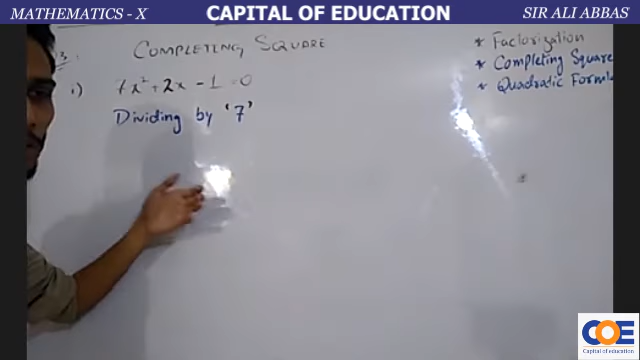 MATHEMATICS - X
CAPITAL OF EDUCATION
SIR ALI ABBAS
COMPLETING SQUARE
i) 7x² + 2x - 1 = 0
Dividing by '7'
* Factorization
* Completing Square
* Quadratic Formula
COE
Capital of education